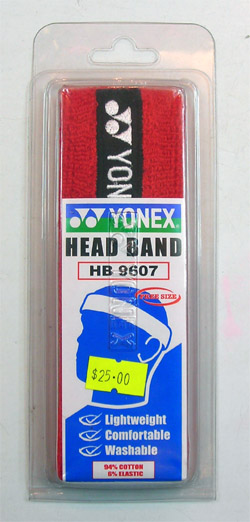 YONEX
YONEX
HEAD BAND
HB 9607
FREE SIZE
$25.00
Lightweight
Comfortable
Washable
94% COTTON
6% ELASTIC